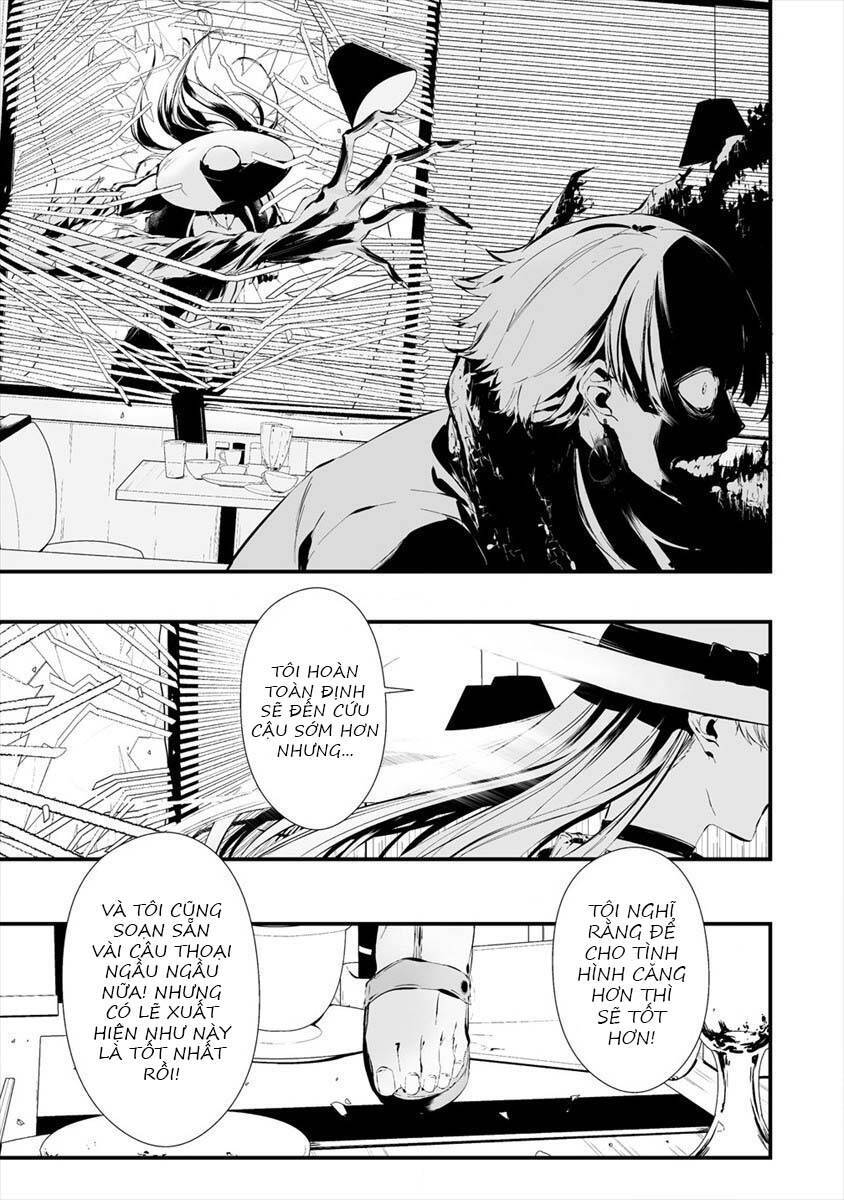 TÔI HOÀN
TOÀN ĐỊNH
SẼ ĐẾN CỨU
CẬU SỚM HƠN
NHƯNG...
TÔI NGHĨ
RẰNG ĐỂ
CHO TÌNH
HÌNH CĂNG
HƠN THÌ
SẼ TỐT
HƠN!
VÀ TÔI CŨNG
SOẠN SẴN
VÀI CÂU THOẠI
NGẦU NGẦU
NỮA! NHƯNG
CÓ LẼ XUẤT
HIỆN NHƯ NÀY
LÀ TỐT NHẤT
RỒI!